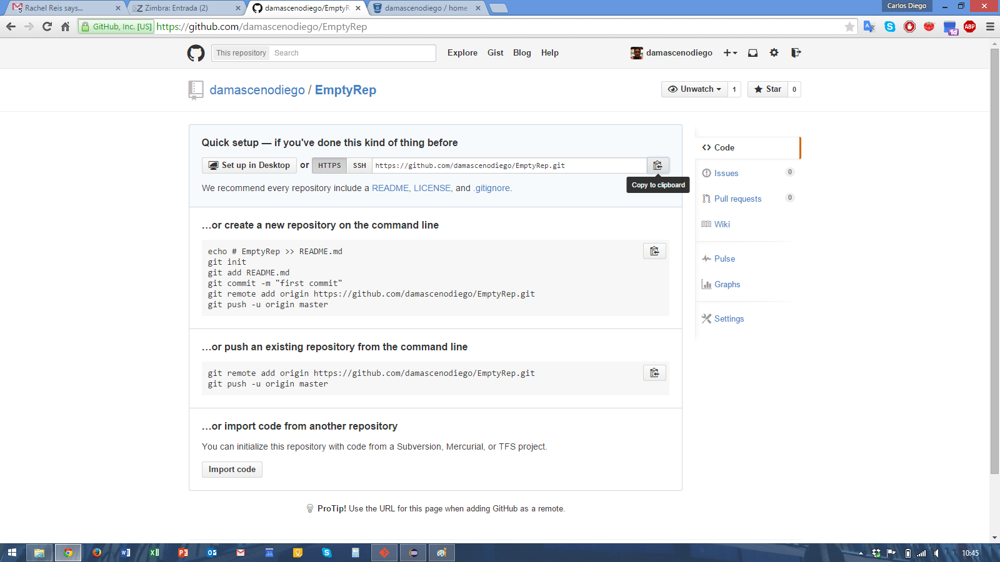 Rachel Reis says...
Zimbra: Entrada (2)
damascenodiego/EmptyR
damascenodiego / home
Carlos Diego
GitHub, Inc. [US]
https://github.com/damascenodiego/EmptyRep
1d
ABP
This repository
Search
Explore
Gist
Blog
Help
damascenodiego
damascenodiego / EmptyRep
Unwatch
1
Star
0
Quick setup — if you've done this kind of thing before
Set up in Desktop
or
HTTPS
SSH
https://github.com/damascenodiego/EmptyRep.git
Copy to clipboard
We recommend every repository include a README, LICENSE, and .gitignore.
…or create a new repository on the command line
echo # EmptyRep >> README.md
git init
git add README.md
git commit -m "first commit"
git remote add origin https://github.com/damascenodiego/EmptyRep.git
git push -u origin master
…or push an existing repository from the command line
git remote add origin https://github.com/damascenodiego/EmptyRep.git
git push -u origin master
…or import code from another repository
You can initialize this repository with code from a Subversion, Mercurial, or TFS project.
Import code
ProTip! Use the URL for this page when adding GitHub as a remote.
Code
Issues
0
Pull requests
0
Wiki
Pulse
Graphs
Settings
31
10:45